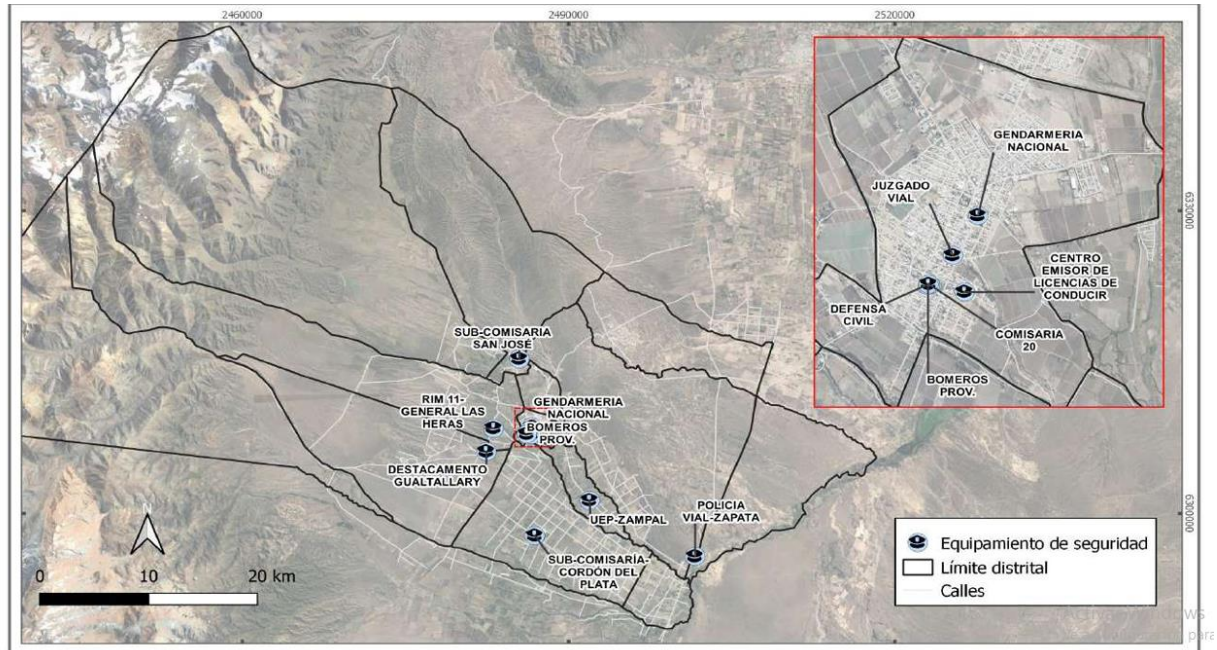 2460000
2490000
2520000
6330000
6300000
SUB-COMISARIA
SAN JOSÉ
RIM 11-
GENERAL LAS
HERAS
GENDARMERIA
NACIONAL
BOMEROS
PROV.
DESTACAMENTO
GUALTALLARY
UEP-ZAMPAL
POLICIA
VIAL-ZAPATA
SUB-COMISARÍA-
CORDÓN DEL
PLATA
0 10 20 km
GENDARMERIA
NACIONAL
JUZGADO
VIAL
CENTRO
EMISOR DE
LICENCIAS DE
CONDUCIR
DEFENSA
CIVIL
COMISARIA
20
BOMEROS
PROV.
Equipamiento de seguridad
Límite distrital
Calles